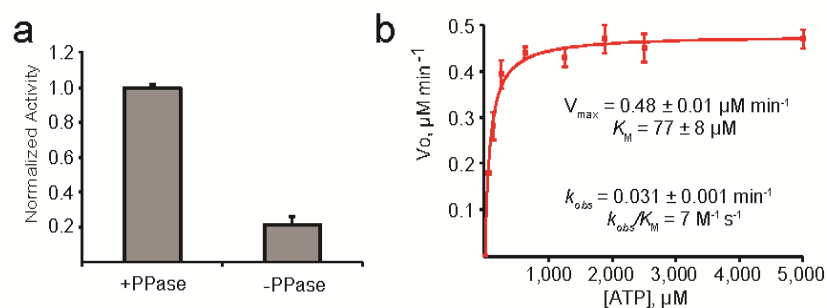 a
Normalized Activity
1.2
1.0
0.8
0.6
0.4
0.2
+PPase
-PPase
b
Vo, µM min⁻¹
0.5
0.4
0.3
0.2
0.1
Vmax = 0.48 ± 0.01 µM min⁻¹
KM = 77 ± 8 µM
kobs = 0.031 ± 0.001 min⁻¹
kobs/KM = 7 M⁻¹ s⁻¹
1,000 2,000 3,000 4,000 5,000
[ATP], µM